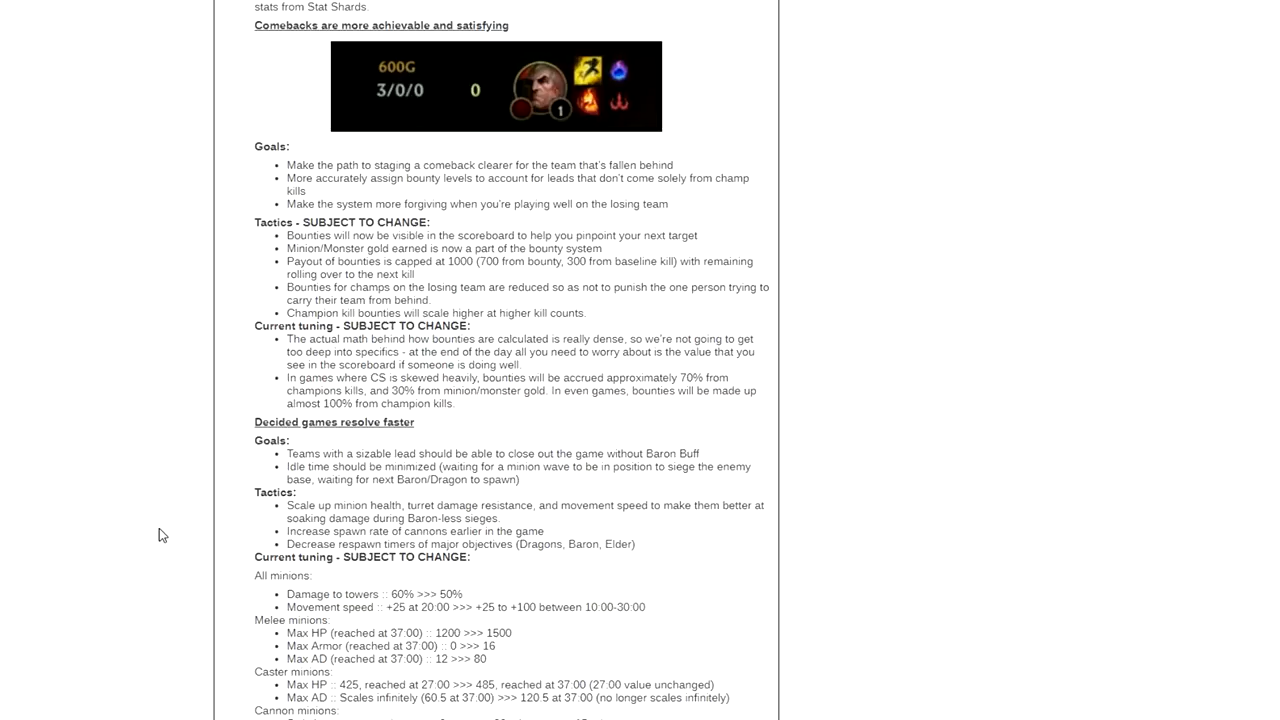 stats from Stat Shards.
Comebacks are more achievable and satisfying
600G
3/0/0 0
1
Goals:
• Make the path to staging a comeback clearer for the team that's fallen behind
• More accurately assign bounty levels to account for leads that don't come solely from champ
kills
• Make the system more forgiving when you're playing well on the losing team
Tactics - SUBJECT TO CHANGE:
• Bounties will now be visible in the scoreboard to help you pinpoint your next target
• Minion/Monster gold earned is now a part of the bounty system
• Payout of bounties is capped at 1000 (700 from bounty, 300 from baseline kill) with remaining
rolling over to the next kill
• Bounties for champs on the losing team are reduced so as not to punish the one person trying to
carry their team from behind.
• Champion kill bounties will scale higher at higher kill counts.
Current tuning - SUBJECT TO CHANGE:
• The actual math behind how bounties are calculated is really dense, so we're not going to get
too deep into specifics - at the end of the day all you need to worry about is the value that you
see in the scoreboard if someone is doing well.
• In games where CS is skewed heavily, bounties will be accrued approximately 70% from
champions kills, and 30% from minion/monster gold. In even games, bounties will be made up
almost 100% from champion kills.
Decided games resolve faster
Goals:
• Teams with a sizable lead should be able to close out the game without Baron Buff
• Idle time should be minimized (waiting for a minion wave to be in position to siege the enemy
base, waiting for next Baron/Dragon to spawn)
Tactics:
• Scale up minion health, turret damage resistance, and movement speed to make them better at
soaking damage during Baron-less sieges.
• Increase spawn rate of cannons earlier in the game
• Decrease respawn timers of major objectives (Dragons, Baron, Elder)
Current tuning - SUBJECT TO CHANGE:
All minions:
• Damage to towers :: 60% >>> 50%
• Movement speed :: +25 at 20:00 >>> +25 to +100 between 10:00-30:00
Melee minions:
• Max HP (reached at 37:00) :: 1200 >>> 1500
• Max Armor (reached at 37:00) :: 0 >>> 16
• Max AD (reached at 37:00) :: 12 >>> 80
Caster minions:
• Max HP :: 425, reached at 27:00 >>> 485, reached at 37:00 (27:00 value unchanged)
• Max AD :: Scales infinitely (60.5 at 37:00) >>> 120.5 at 37:00 (no longer scales infinitely)
Cannon minions: